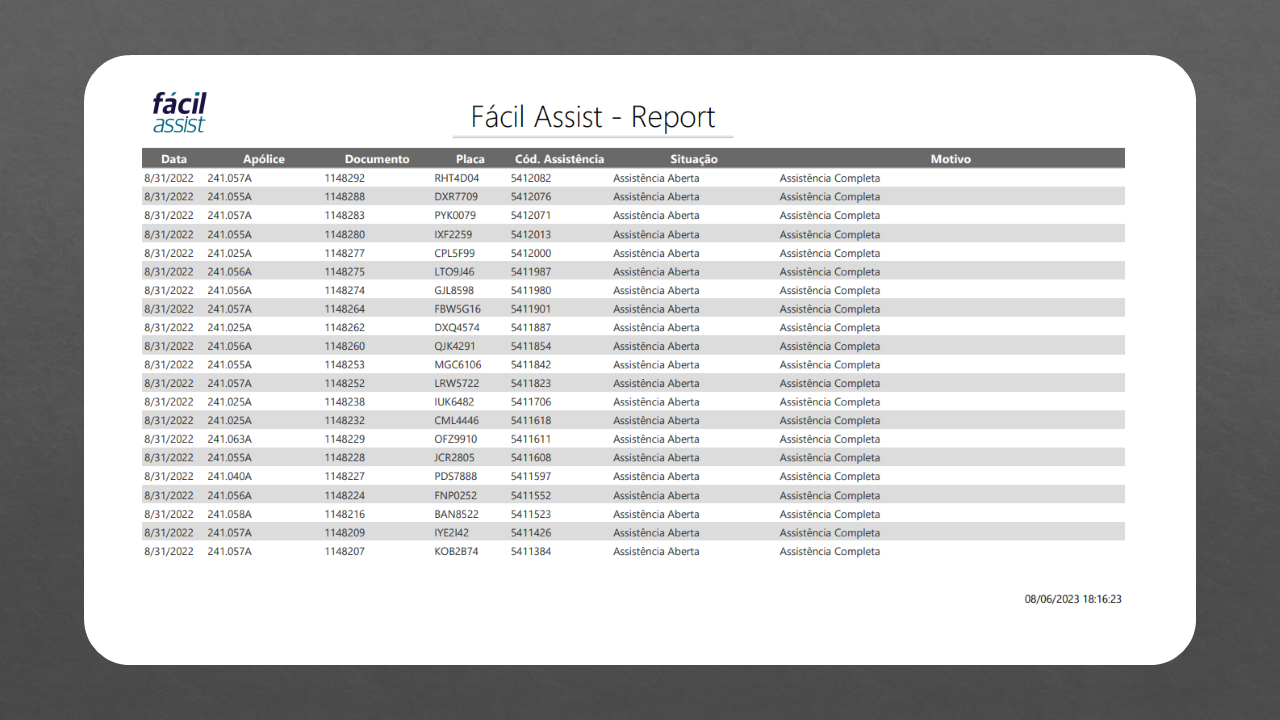 fácil
assist
Fácil Assist - Report
Data Apólice Documento Placa Cód. Assistência Situação Motivo
8/31/2022 241.057A 1148292 RHT4D04 5412082 Assistência Aberta Assistência Completa
8/31/2022 241.055A 1148288 DXR7709 5412076 Assistência Aberta Assistência Completa
8/31/2022 241.057A 1148283 PYK0079 5412071 Assistência Aberta Assistência Completa
8/31/2022 241.055A 1148280 IXF2259 5412013 Assistência Aberta Assistência Completa
8/31/2022 241.025A 1148277 CPL5F99 5412000 Assistência Aberta Assistência Completa
8/31/2022 241.056A 1148275 LTO9J46 5411987 Assistência Aberta Assistência Completa
8/31/2022 241.056A 1148274 GJL8598 5411980 Assistência Aberta Assistência Completa
8/31/2022 241.057A 1148264 FBW5G16 5411901 Assistência Aberta Assistência Completa
8/31/2022 241.025A 1148262 DXQ4574 5411887 Assistência Aberta Assistência Completa
8/31/2022 241.056A 1148260 QJK4291 5411854 Assistência Aberta Assistência Completa
8/31/2022 241.055A 1148253 MGC6106 5411842 Assistência Aberta Assistência Completa
8/31/2022 241.057A 1148252 LRW5722 5411823 Assistência Aberta Assistência Completa
8/31/2022 241.025A 1148238 IUK6482 5411706 Assistência Aberta Assistência Completa
8/31/2022 241.025A 1148232 CML4446 5411618 Assistência Aberta Assistência Completa
8/31/2022 241.063A 1148229 OFZ9910 5411611 Assistência Aberta Assistência Completa
8/31/2022 241.055A 1148228 JCR2805 5411608 Assistência Aberta Assistência Completa
8/31/2022 241.040A 1148227 PDS7888 5411597 Assistência Aberta Assistência Completa
8/31/2022 241.056A 1148224 FNP0252 5411552 Assistência Aberta Assistência Completa
8/31/2022 241.058A 1148216 BAN8522 5411523 Assistência Aberta Assistência Completa
8/31/2022 241.057A 1148209 IYE2I42 5411426 Assistência Aberta Assistência Completa
8/31/2022 241.057A 1148207 KOB2B74 5411384 Assistência Aberta Assistência Completa
08/06/2023 18:16:23